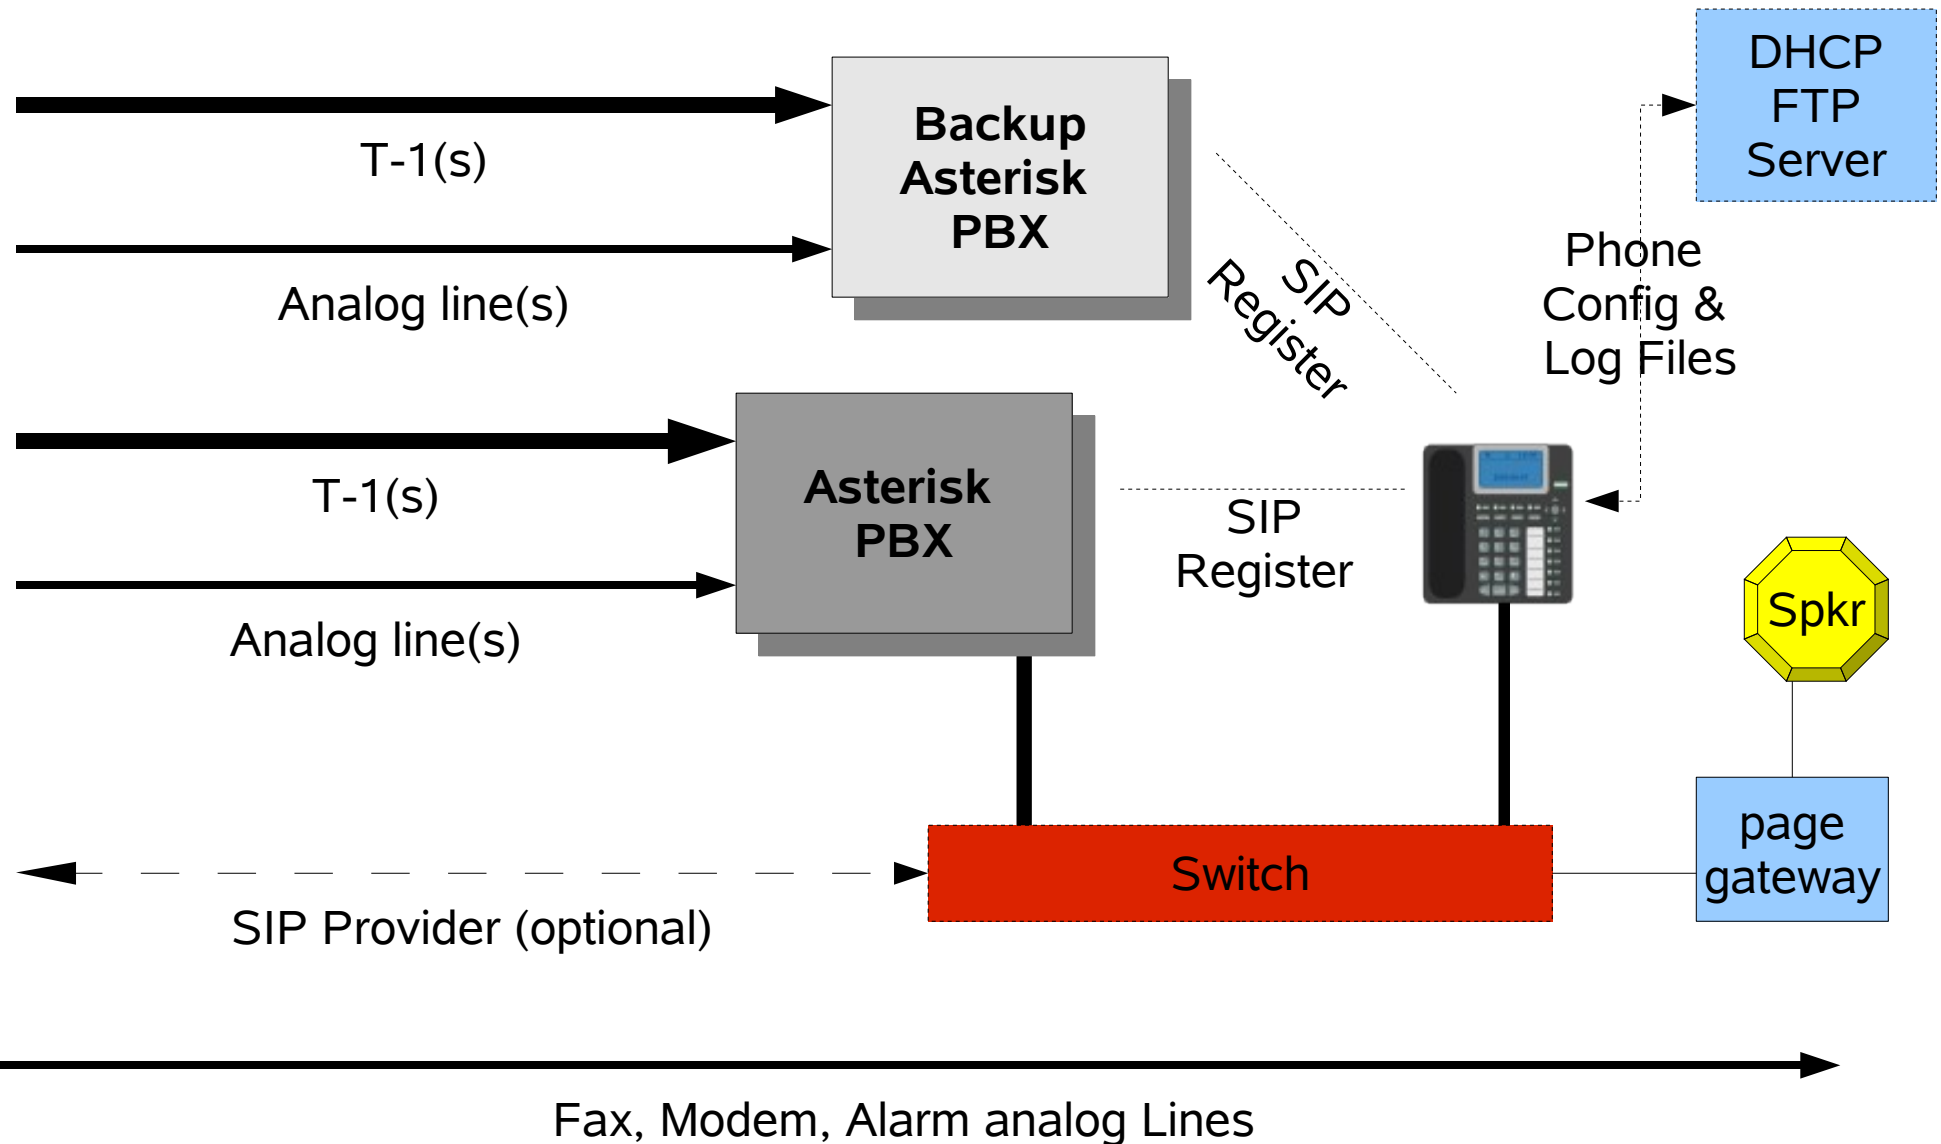 DHCP
FTP
Server
Backup
Asterisk
PBX
T-1(s)
Analog line(s)
SIP
Register
Phone
Config &
Log Files
Asterisk
PBX
T-1(s)
Analog line(s)
SIP
Register
Spkr
page
gateway
Switch
SIP Provider (optional)
Fax, Modem, Alarm analog Lines